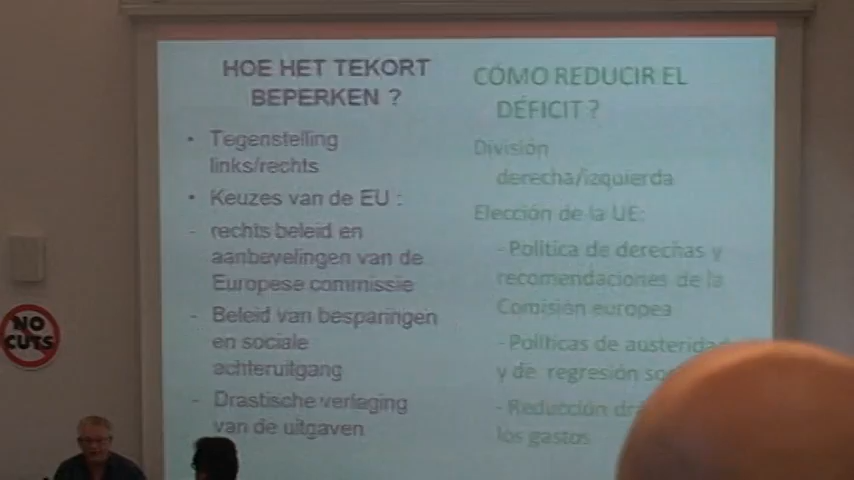 HOE HET TEKORT
BEPERKEN ?
• Tegenstelling
links/rechts
• Keuzes van de EU :
- rechts beleid en
aanbevelingen van de
Europese commissie
- Beleid van besparingen
en sociale
achteruitgang
- Drastische verlaging
van de uitgaven
CÓMO REDUCIR EL
DÉFICIT ?
División
derecha/izquierda
Elección de la UE:
- Política de derechas y
recomendaciones de la
Comisión europea
- Políticas de austeridad
y de regresión
- Reducción
los gastos
NO
CUTS